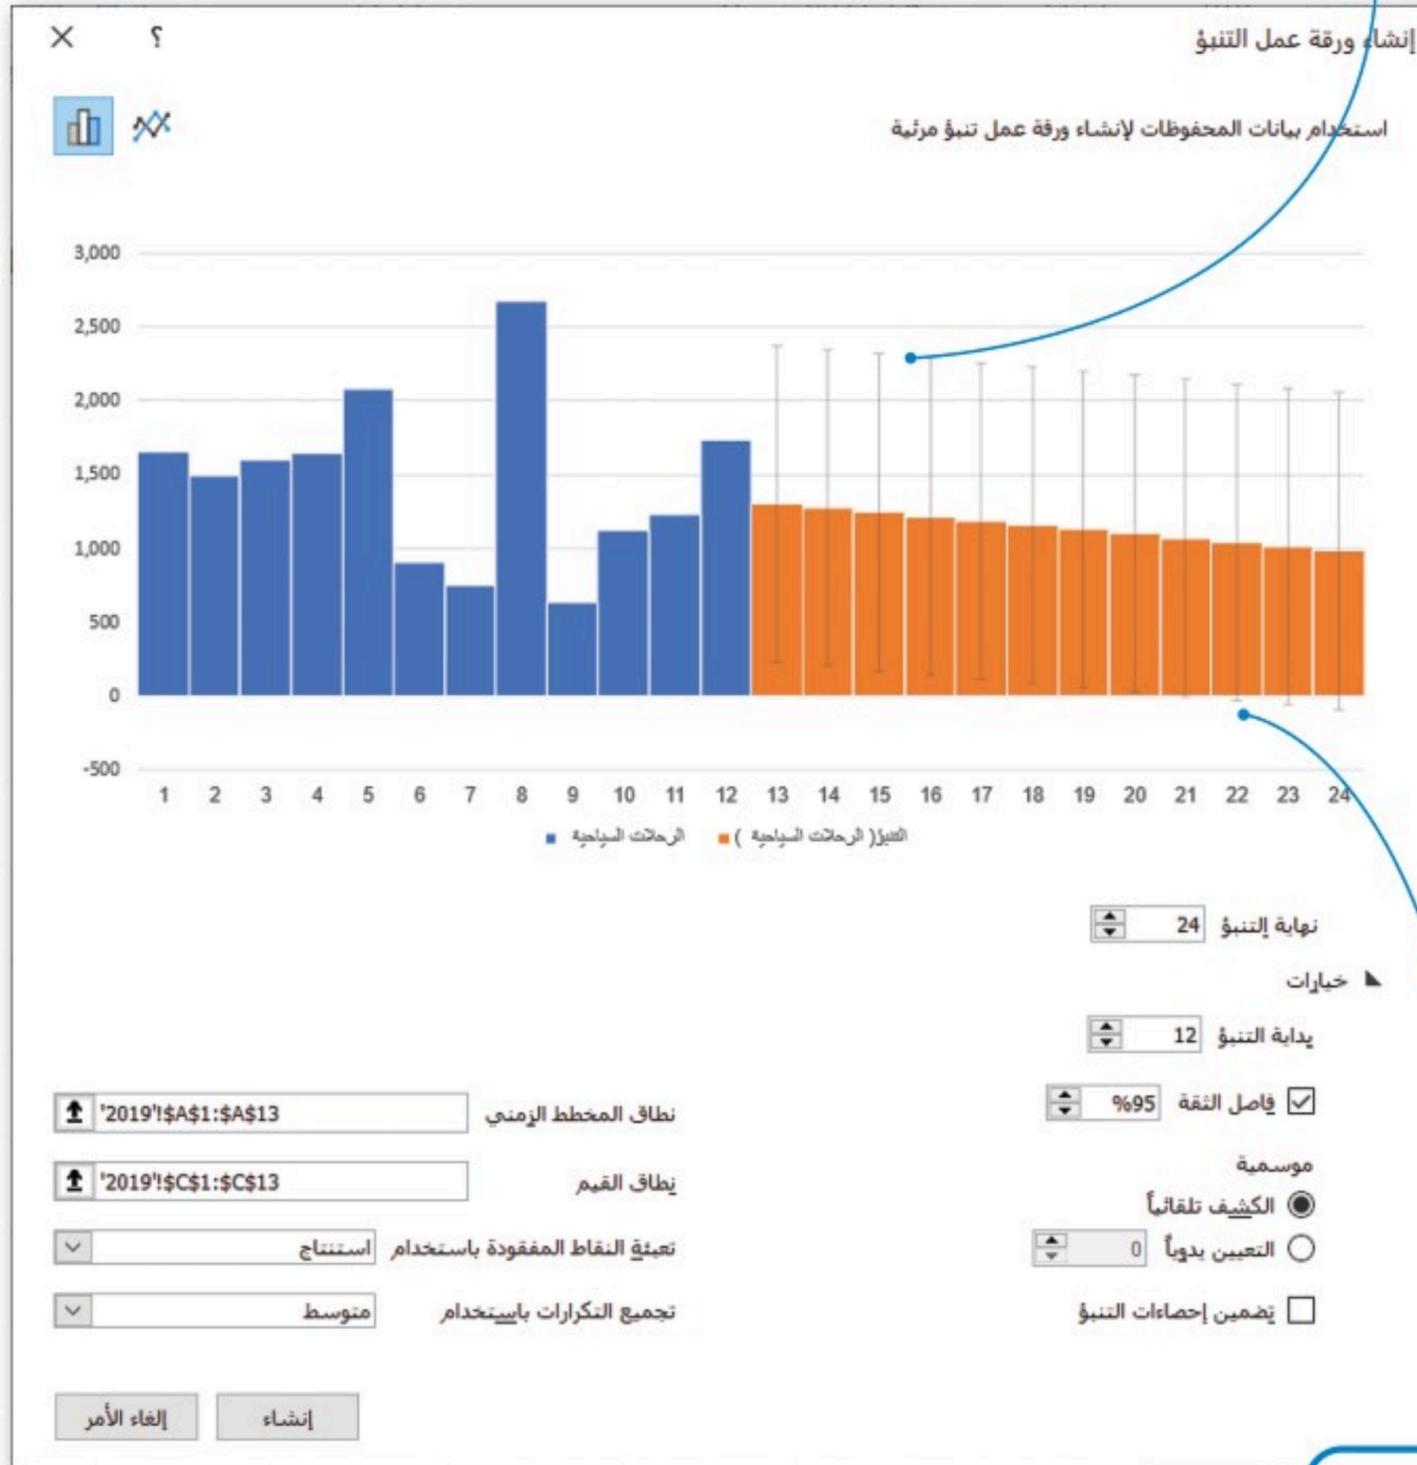 إنشاء ورقة عمل التنبؤ
؟
استخدام بيانات المحفوظات لإنشاء ورقة عمل تنبؤ مرئية
3,000
2,500
2,000
1,500
1,000
500
0
-500
1 2 3 4 5 6 7 8 9 10 11 12 13 14 15 16 17 18 19 20 21 22 23 24
الرحلات السياحية
التنبؤ( الرحلات السياحية )
نهاية التنبؤ 24
خيارات
بداية التنبؤ 12
فاصل الثقة %95
نطاق المخطط الزمني '2019'!$A$1:$A$13
موسمية
نطاق القيم '2019'!$C$1:$C$13
الكشف تلقائياً
التعيين يدوياً 0
تعبئة النقاط المفقودة باستخدام استنتاج
تضمين إحصاءات التنبؤ
تجميع التكرارات باستخدام متوسط
إنشاء
إلغاء الأمر